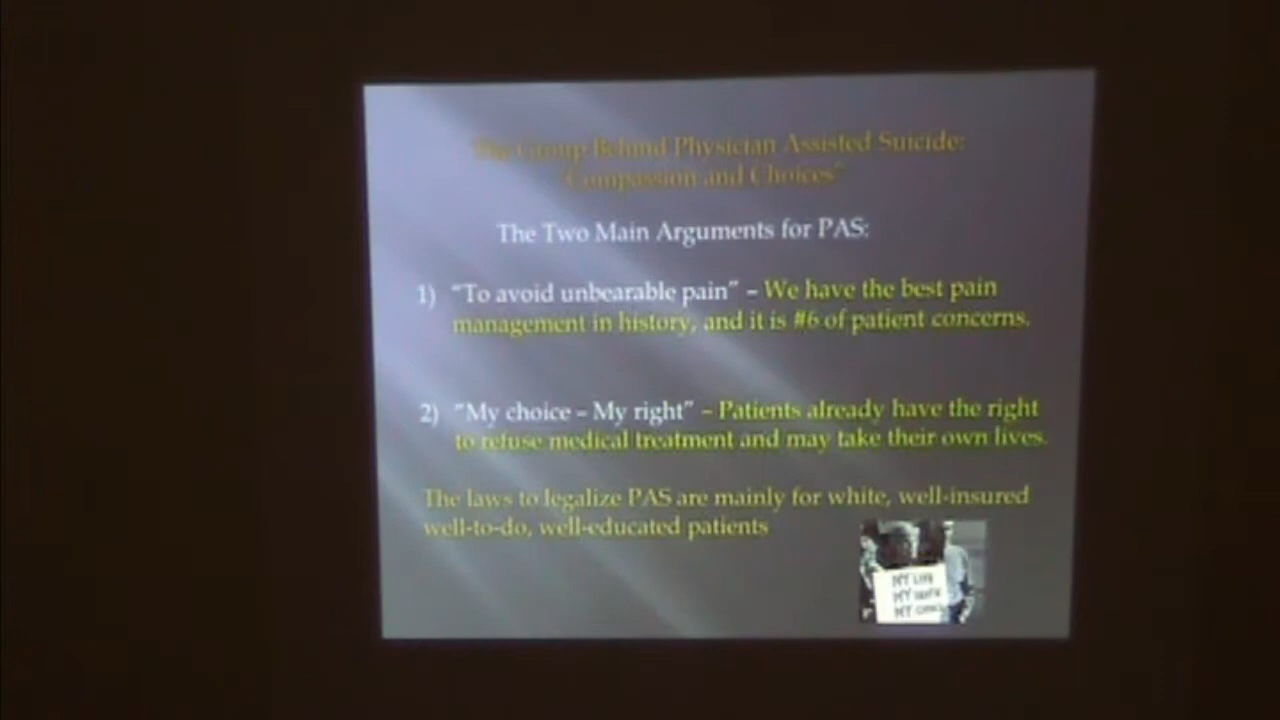 The Group Behind Physician Assisted Suicide:
"Compassion and Choices"
The Two Main Arguments for PAS:
1) "To avoid unbearable pain" – We have the best pain
management in history, and it is #6 of patient concerns.
2) "My choice – My right" – Patients already have the right
to refuse medical treatment and may take their own lives.
The laws to legalize PAS are mainly for white, well-insured
well-to-do, well-educated patients
MY LIFE
MY
MY